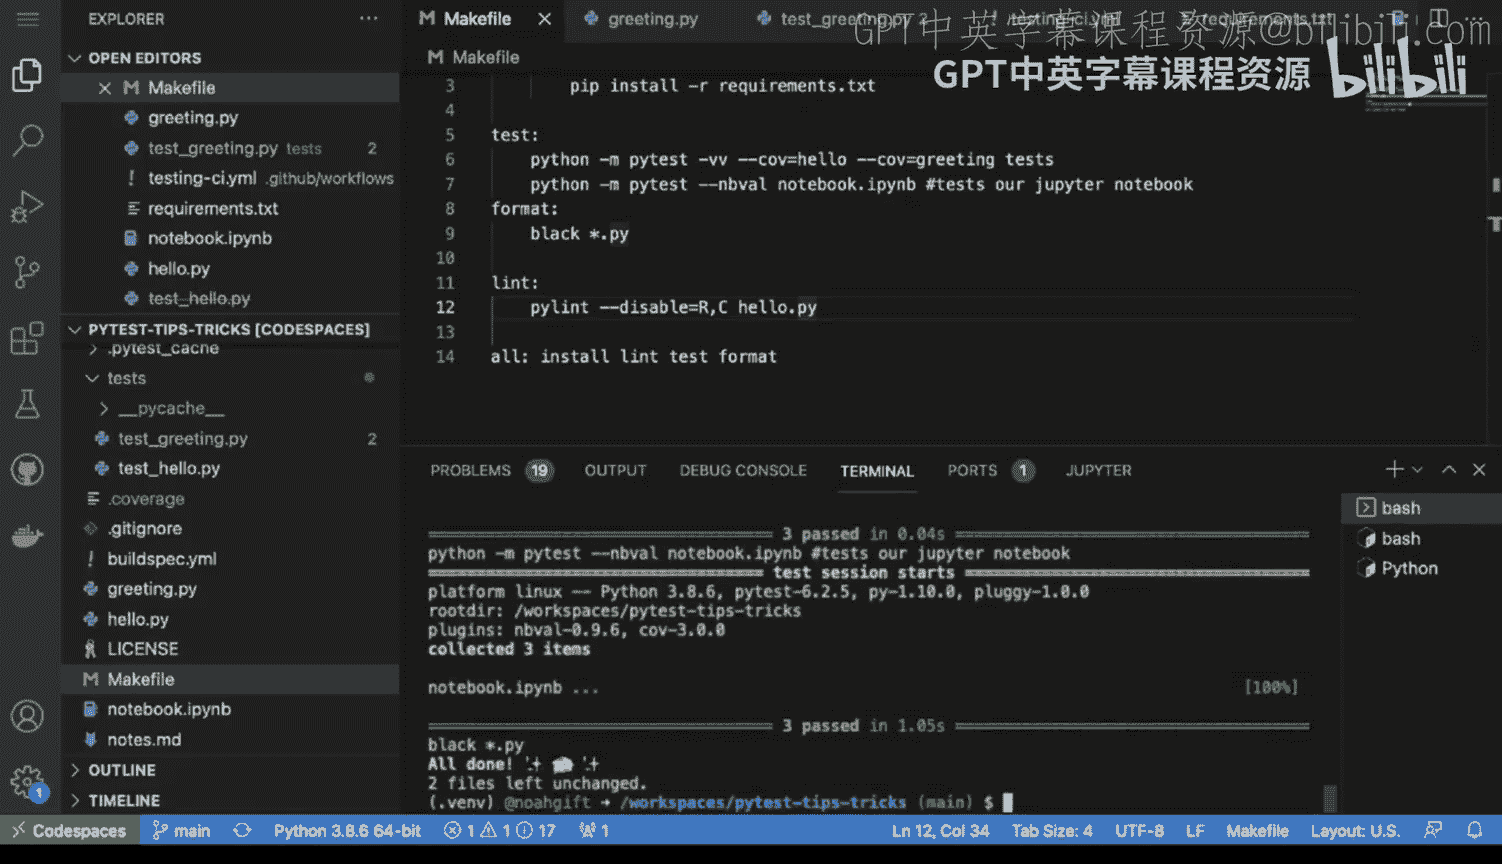 EXPLORER
OPEN EDITORS
Makefile
greeting.py
test_greeting.py tests 2
testing-ci.yml .github/workflows
requirements.txt
notebook.ipynb
hello.py
test_hello.py
PYTEST-TIPS-TRICKS [CODESPACES]
.pytest_cache
tests
__pycache__
test_greeting.py 2
test_hello.py
.coverage
.gitignore
buildspec.yml
greeting.py
hello.py
LICENSE
Makefile
notebook.ipynb
notes.md
OUTLINE
TIMELINE
Makefile greeting.py test_greeting.py 2 testing-ci.yml requirements.txt
GPT中英字幕课程资源@bilibili.com
GPT中英字幕课程资源 bilibili
Makefile
3 pip install -r requirements.txt
4
5 test:
6 python -m pytest -vv --cov=hello --cov=greeting tests
7 python -m pytest --nbval notebook.ipynb #tests our jupyter notebook
8 format:
9 black *.py
10
11 lint:
12 pylint --disable=R,C hello.py
13
14 all: install lint test format
PROBLEMS 19 OUTPUT DEBUG CONSOLE TERMINAL PORTS 1 JUPYTER
3 passed in 0.04s
python -m pytest --nbval notebook.ipynb #tests our jupyter notebook
test session starts
platform linux -- Python 3.8.6, pytest-6.2.5, py-1.10.0, pluggy-1.0.0
rootdir: /workspaces/pytest-tips-tricks
plugins: nbval-0.9.6, cov-3.0.0
collected 3 items
notebook.ipynb ... [100%]
3 passed in 1.05s
black *.py
All done!
2 files left unchanged.
(.venv) @noahgift → /workspaces/pytest-tips-tricks (main) $
bash
bash
Python
1
Codespaces main Python 3.8.6 64-bit 1 1 17 1 Ln 12, Col 34 Tab Size: 4 UTF-8 LF Makefile Layout: U.S.